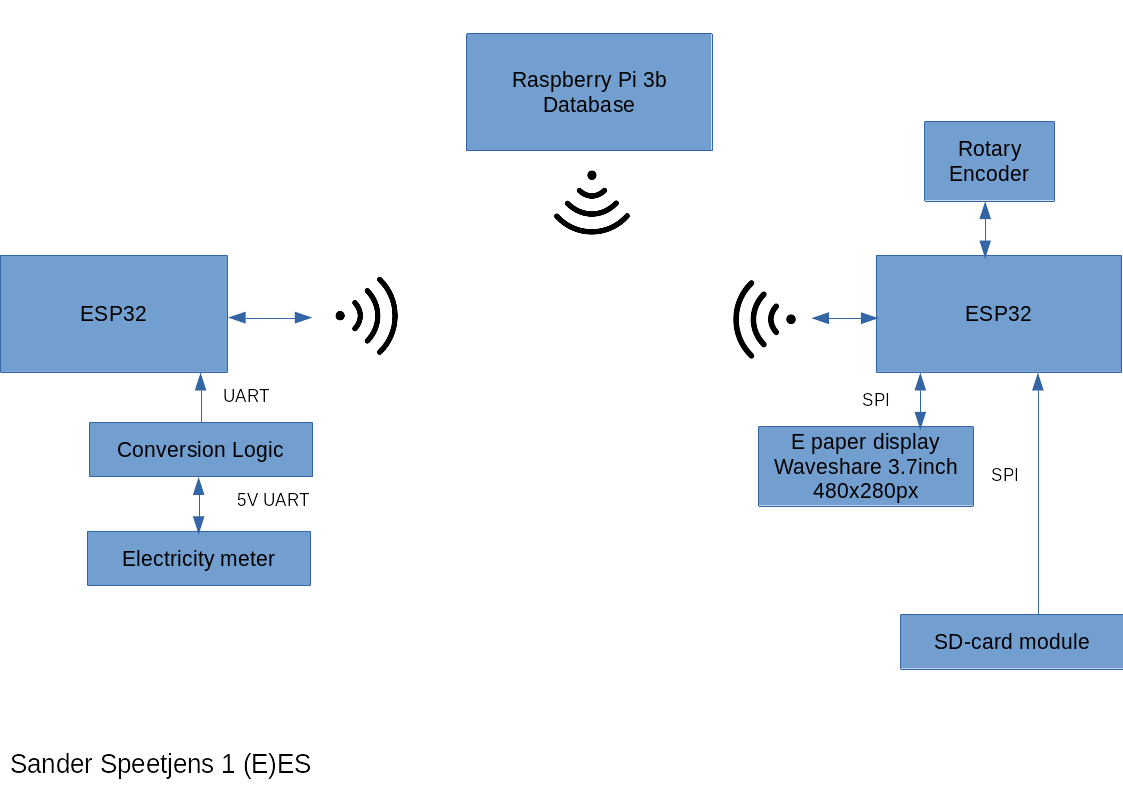 Raspberry Pi 3b
Database
Rotary
Encoder
ESP32
ESP32
UART
SPI
Conversion Logic
E paper display
Waveshare 3.7inch
480x280px
SPI
5V UART
Electricity meter
SD-card module
Sander Speetjens 1 (E)ES